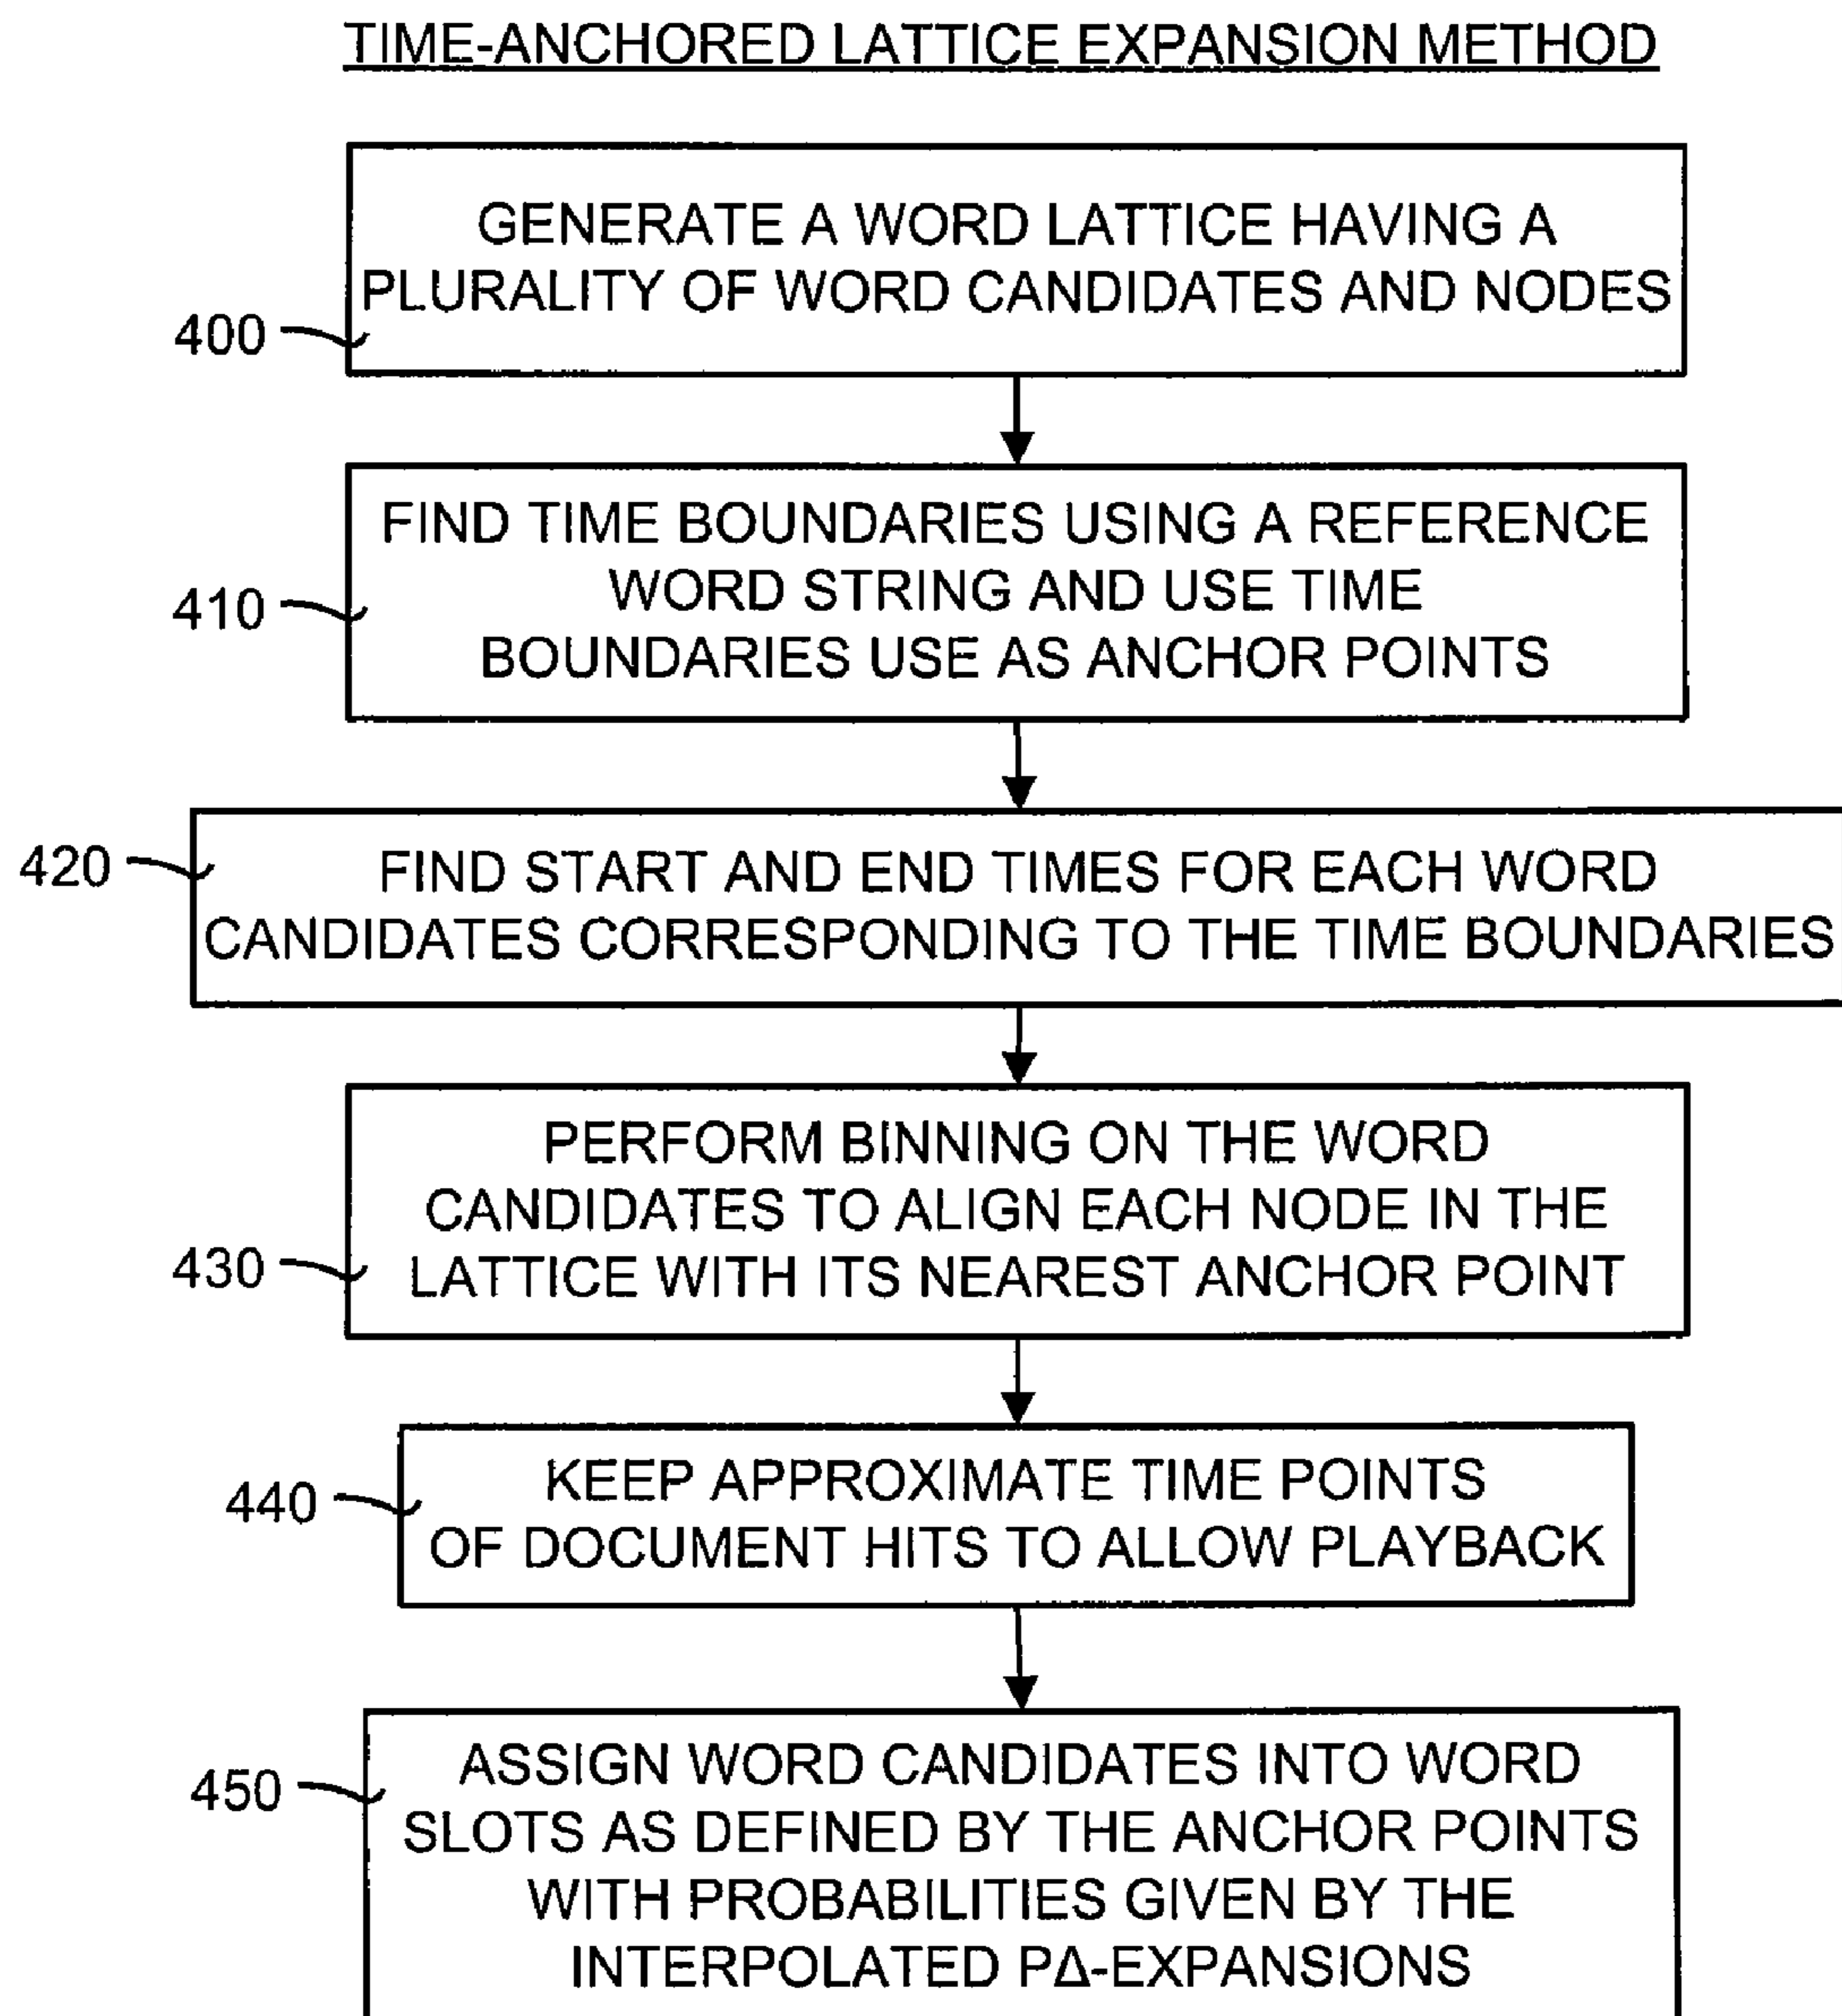 TIME-ANCHORED LATTICE EXPANSION METHOD
GENERATE A WORD LATTICE HAVING A
PLURALITY OF WORD CANDIDATES AND NODES
400
FIND TIME BOUNDARIES USING A REFERENCE
WORD STRING AND USE TIME
BOUNDARIES USE AS ANCHOR POINTS
410
420
FIND START AND END TIMES FOR EACH WORD
CANDIDATES CORRESPONDING TO THE TIME BOUNDARIES
PERFORM BINNING ON THE WORD
CANDIDATES TO ALIGN EACH NODE IN THE
LATTICE WITH ITS NEAREST ANCHOR POINT
430
KEEP APPROXIMATE TIME POINTS
OF DOCUMENT HITS TO ALLOW PLAYBACK
440
ASSIGN WORD CANDIDATES INTO WORD
SLOTS AS DEFINED BY THE ANCHOR POINTS
WITH PROBABILITIES GIVEN BY THE
INTERPOLATED PΔ-EXPANSIONS
450